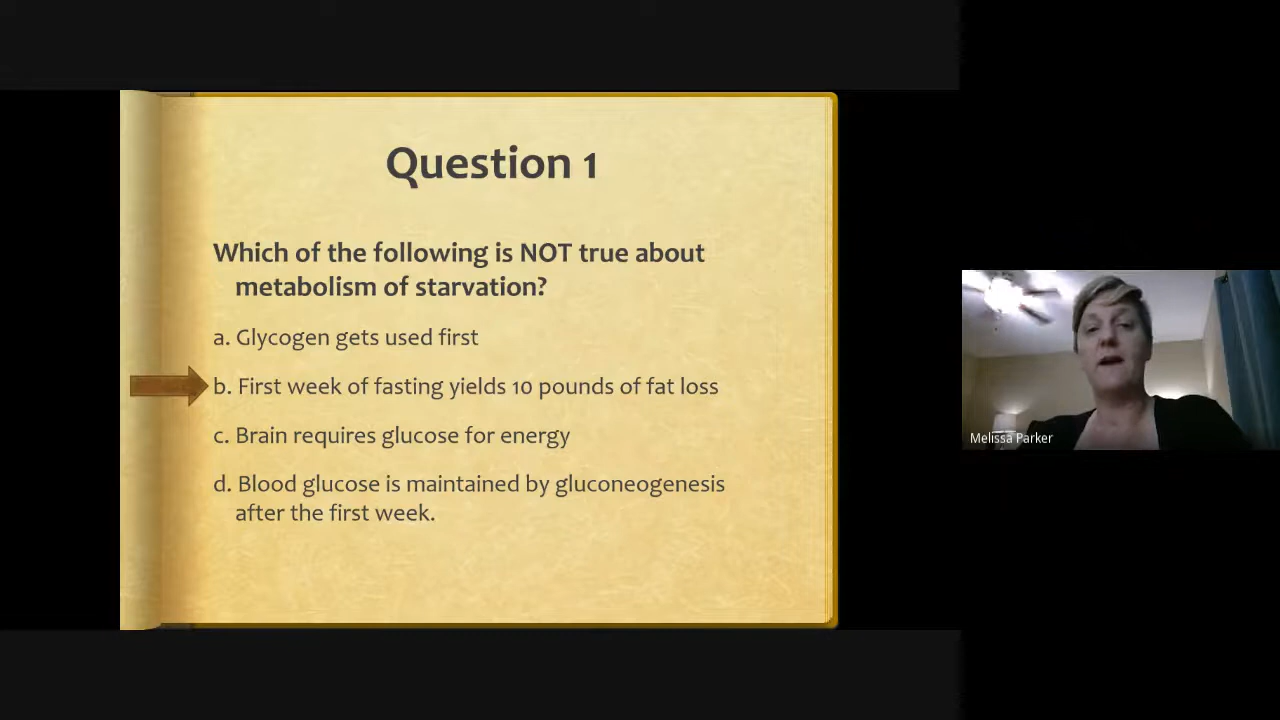 Question 1
Which of the following is NOT true about
metabolism of starvation?
a. Glycogen gets used first
b. First week of fasting yields 10 pounds of fat loss
c. Brain requires glucose for energy
d. Blood glucose is maintained by gluconeogenesis
after the first week.
Melissa Parker